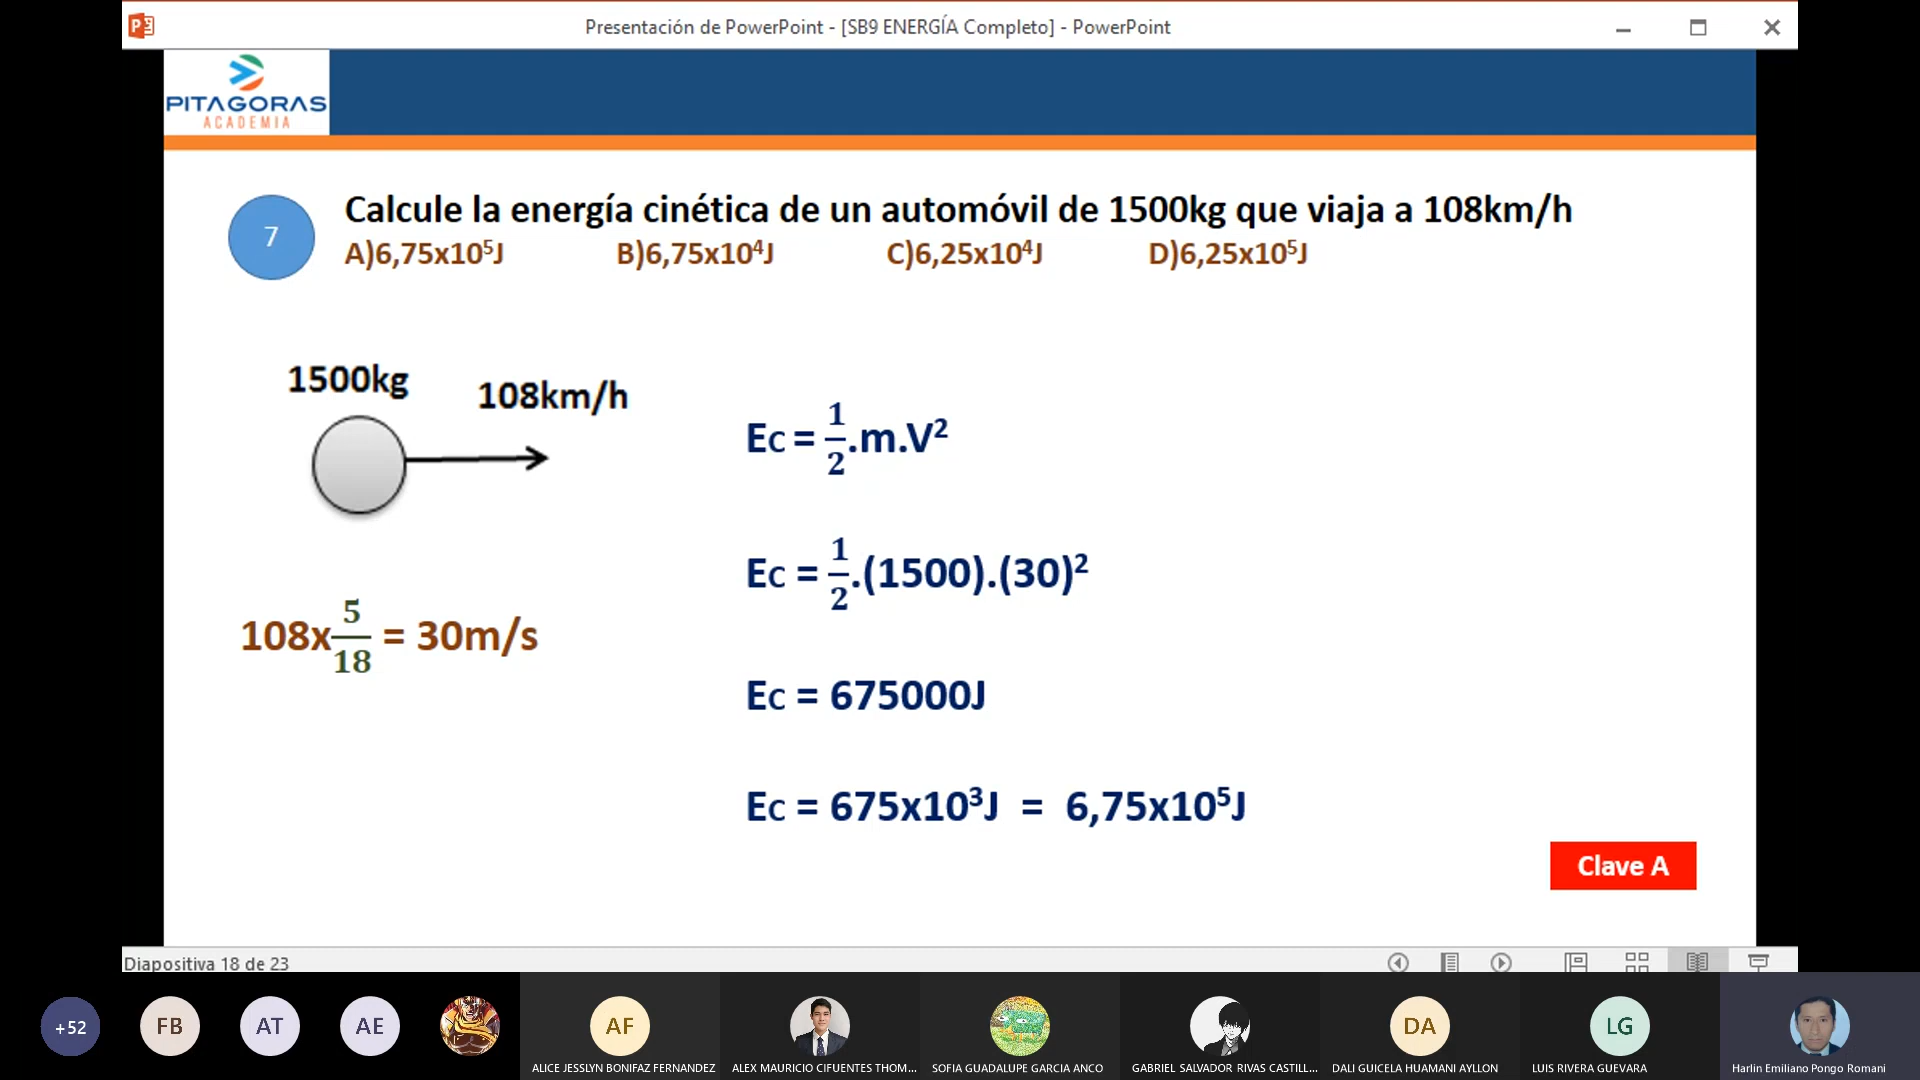 Presentación de PowerPoint - [SB9 ENERGÍA Completo] - PowerPoint
PITAGORAS
ACADEMIA
7
Calcule la energía cinética de un automóvil de 1500kg que viaja a 108km/h
A)6,75x10⁵J B)6,75x10⁴J C)6,25x10⁴J D)6,25x10⁵J
1500kg
108km/h
Ec = 1/2.m.V²
Ec = 1/2.(1500).(30)²
108x5/18 = 30m/s
Ec = 675000J
Ec = 675x10³J = 6,75x10⁵J
Clave A
Diapositiva 18 de 23
+52 FB AT AE AF DA LG
ALICE JESSLYN BONIFAZ FERNANDEZ ALEX MAURICIO CIFUENTES THOM... SOFIA GUADALUPE GARCIA ANCO GABRIEL SALVADOR RIVAS CASTILL... DALI GUICELA HUAMANI AYLLON LUIS RIVERA GUEVARA Harlin Emiliano Pongo Romani